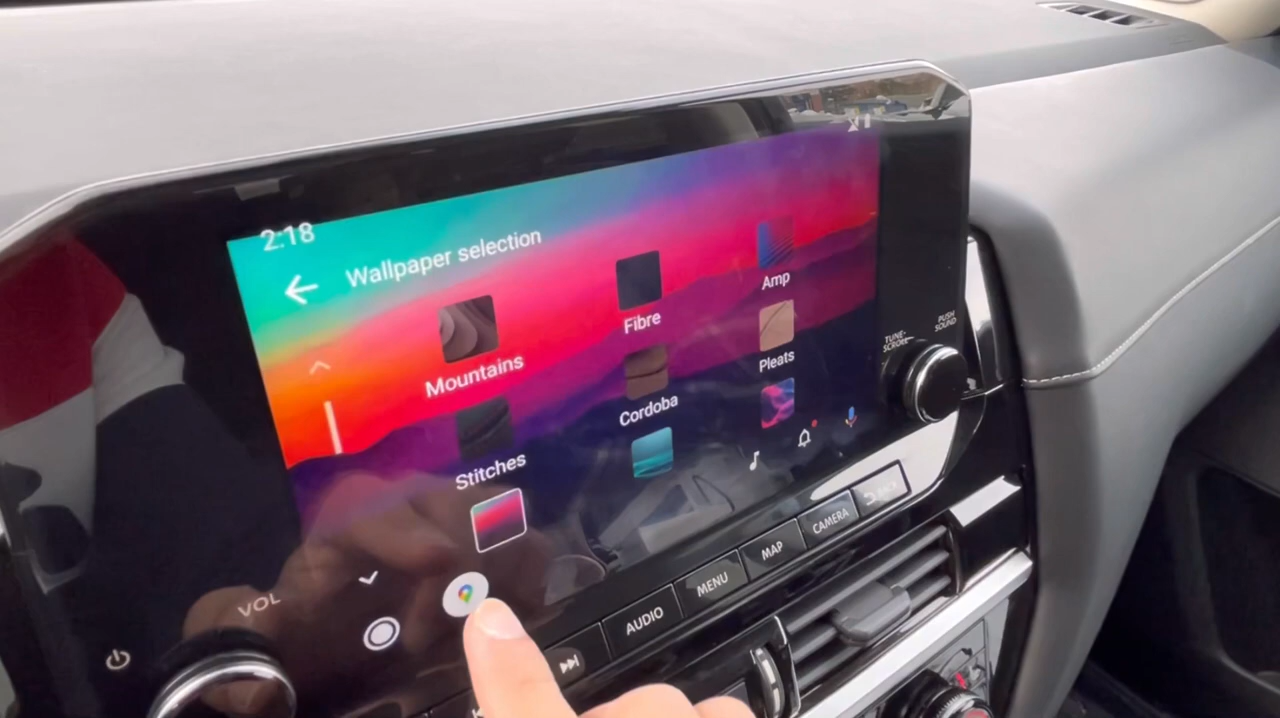 2:18
Wallpaper selection
Mountains
Fibre
Amp
Stitches
Cordoba
Pleats
TUNE·
SCROLL
PUSH
SOUND
VOL
AUDIO
MENU
MAP
CAMERA
BACK